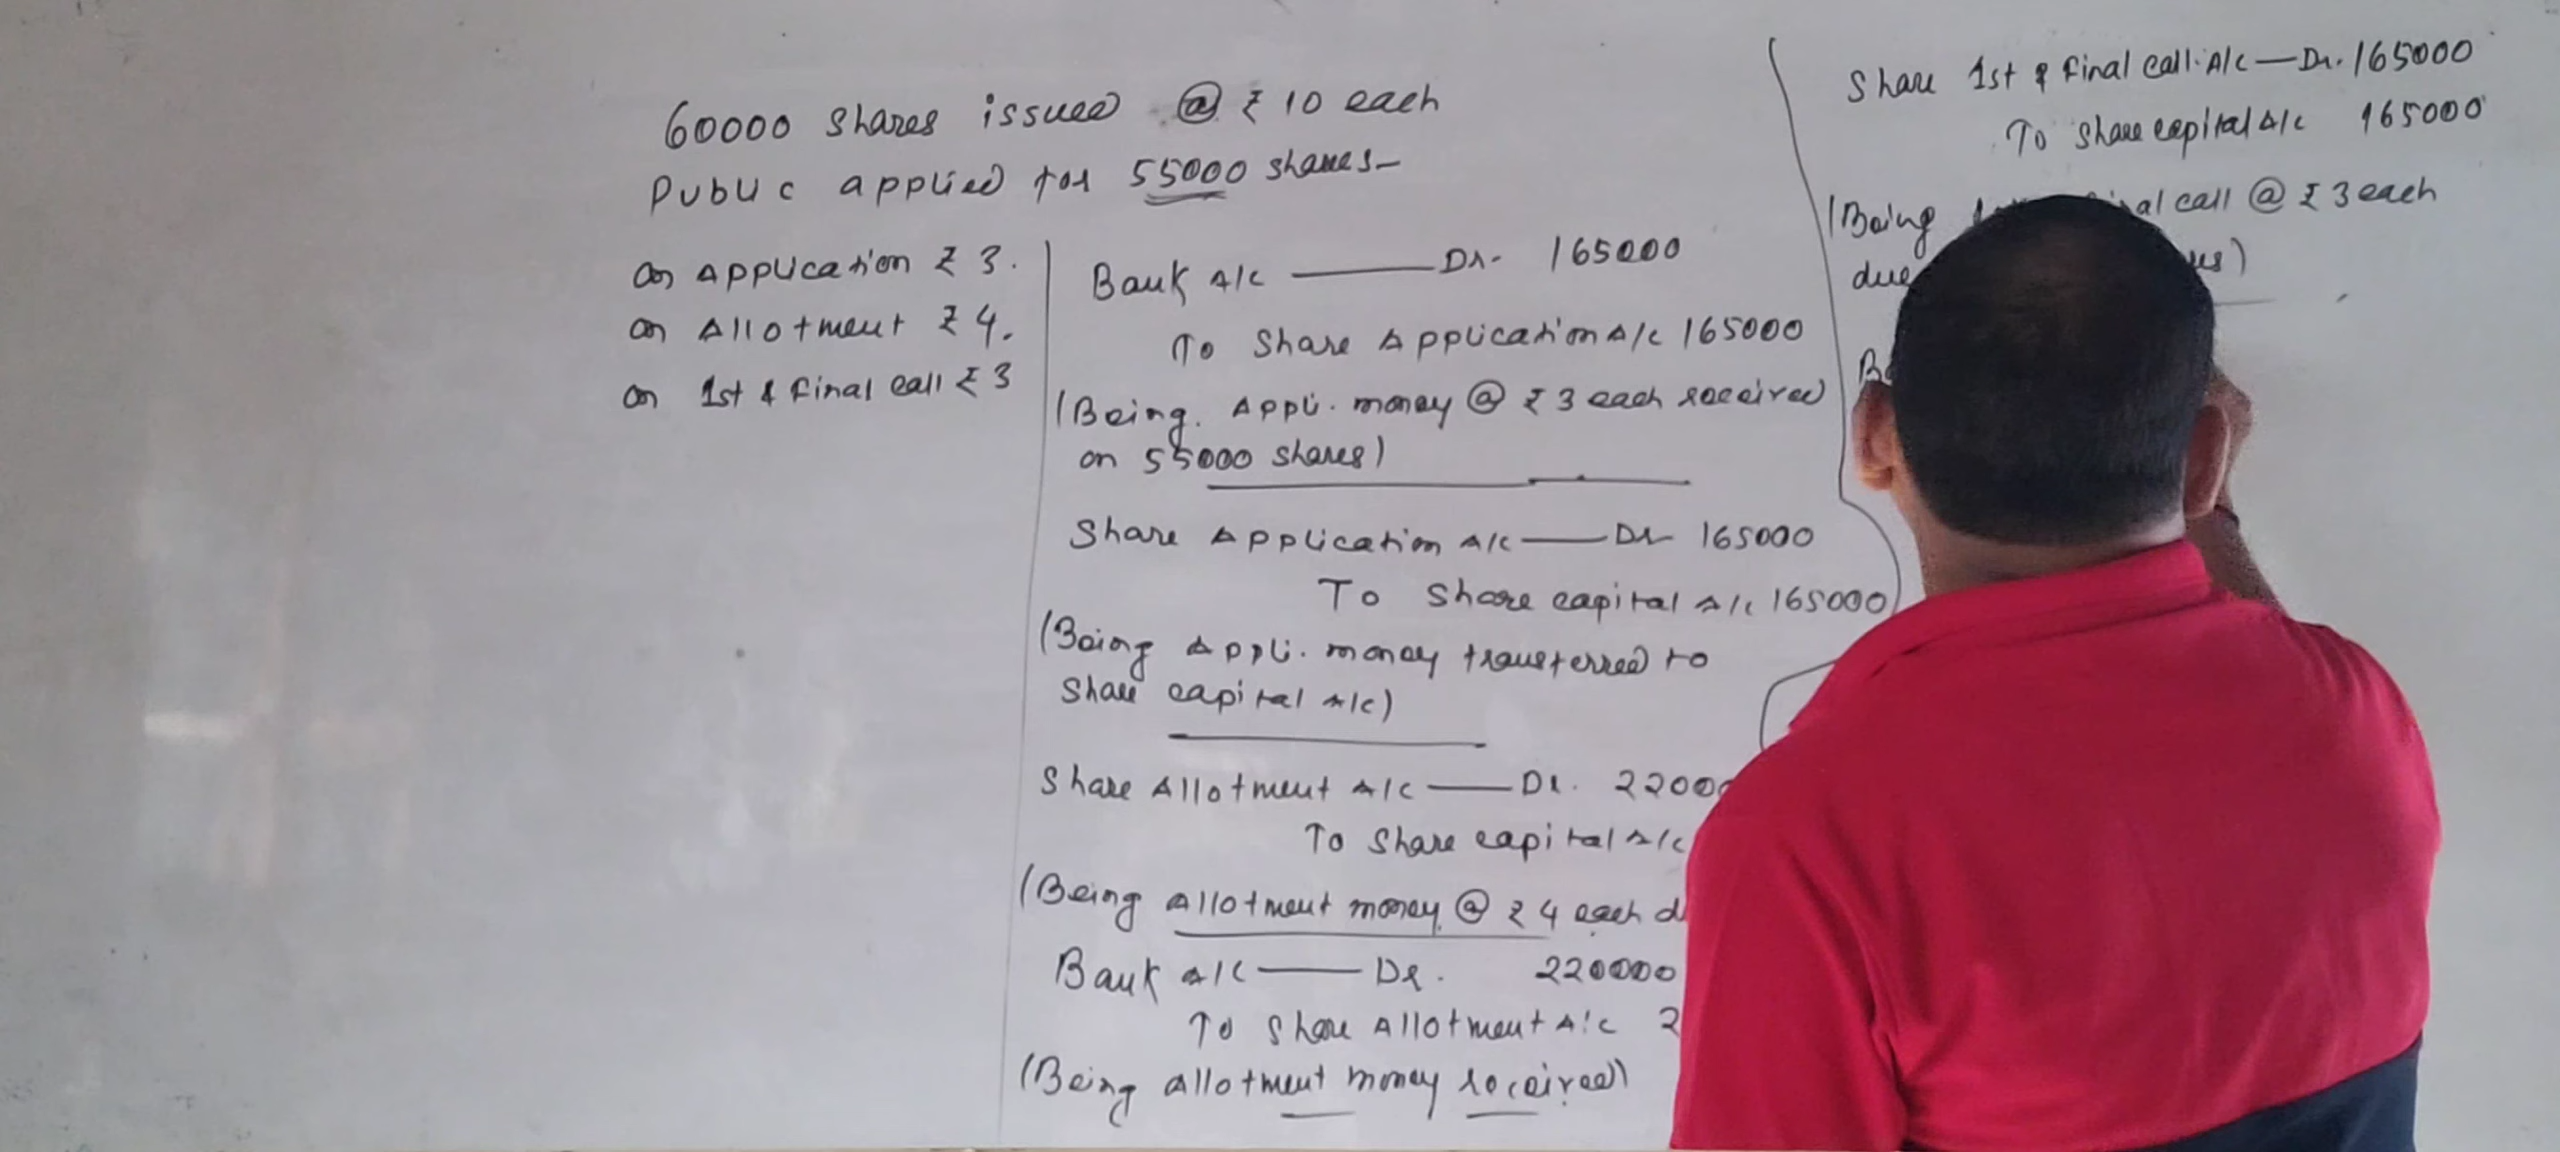 60000 shares issued @ ₹ 10 each
Public applied for 55000 shares-
on Application ₹ 3.
on Allotment ₹ 4.
on 1st & final call ₹ 3
Bank A/c —— Dr. 165000
To Share Application A/c 165000
(Being. Appli. money @ ₹ 3 each received
on 55000 shares)
Share Application A/c —— Dr 165000
To Share capital A/c 165000
(Being Appli. money transferred to
Share capital A/c)
Share Allotment A/c —— Dr. 2200
To Share capital A/c
(Being Allotment money @ ₹ 4 each d
Bank A/c —— Dr. 220000
To Share Allotment A/c 2
(Being Allotment money received)
Share 1st & final call. A/c — Dr. 165000
To Share capital A/c 165000
(Being al call @ ₹ 3 each
due )